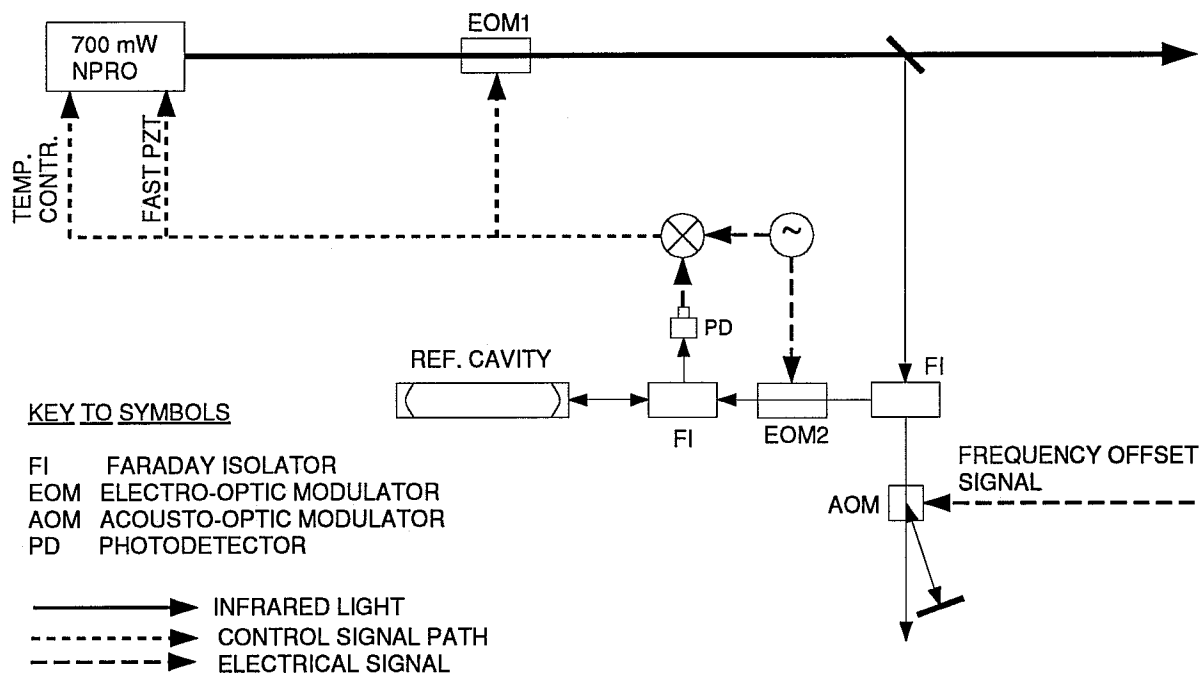 700 mW
NPRO
EOM1
TEMP.
CONTR.
FAST PZT
~
PD
REF. CAVITY
FI
EOM2
FI
KEY TO SYMBOLS
FI FARADAY ISOLATOR
EOM ELECTRO-OPTIC MODULATOR
AOM ACOUSTO-OPTIC MODULATOR
PD PHOTODETECTOR
FREQUENCY OFFSET
SIGNAL
AOM
INFRARED LIGHT
CONTROL SIGNAL PATH
ELECTRICAL SIGNAL